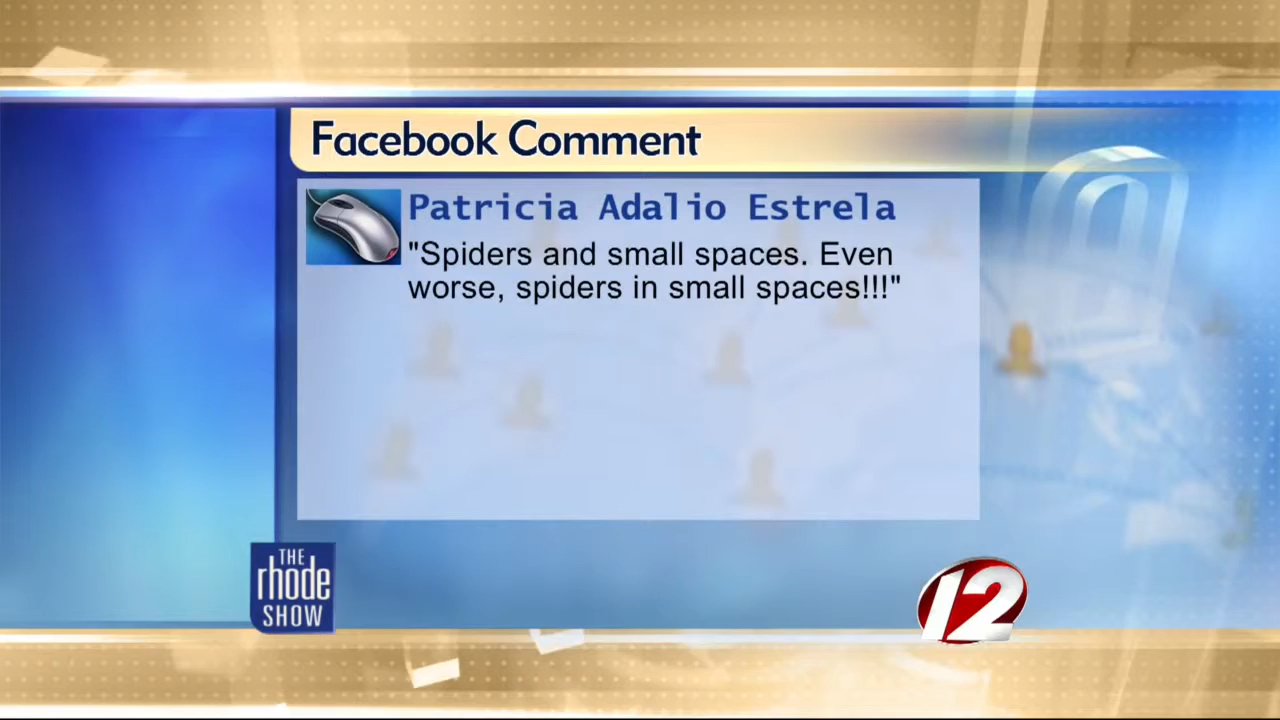 Facebook Comment
Patricia Adalio Estrela
"Spiders and small spaces. Even
worse, spiders in small spaces!!!"
THE
rhode
SHOW
12